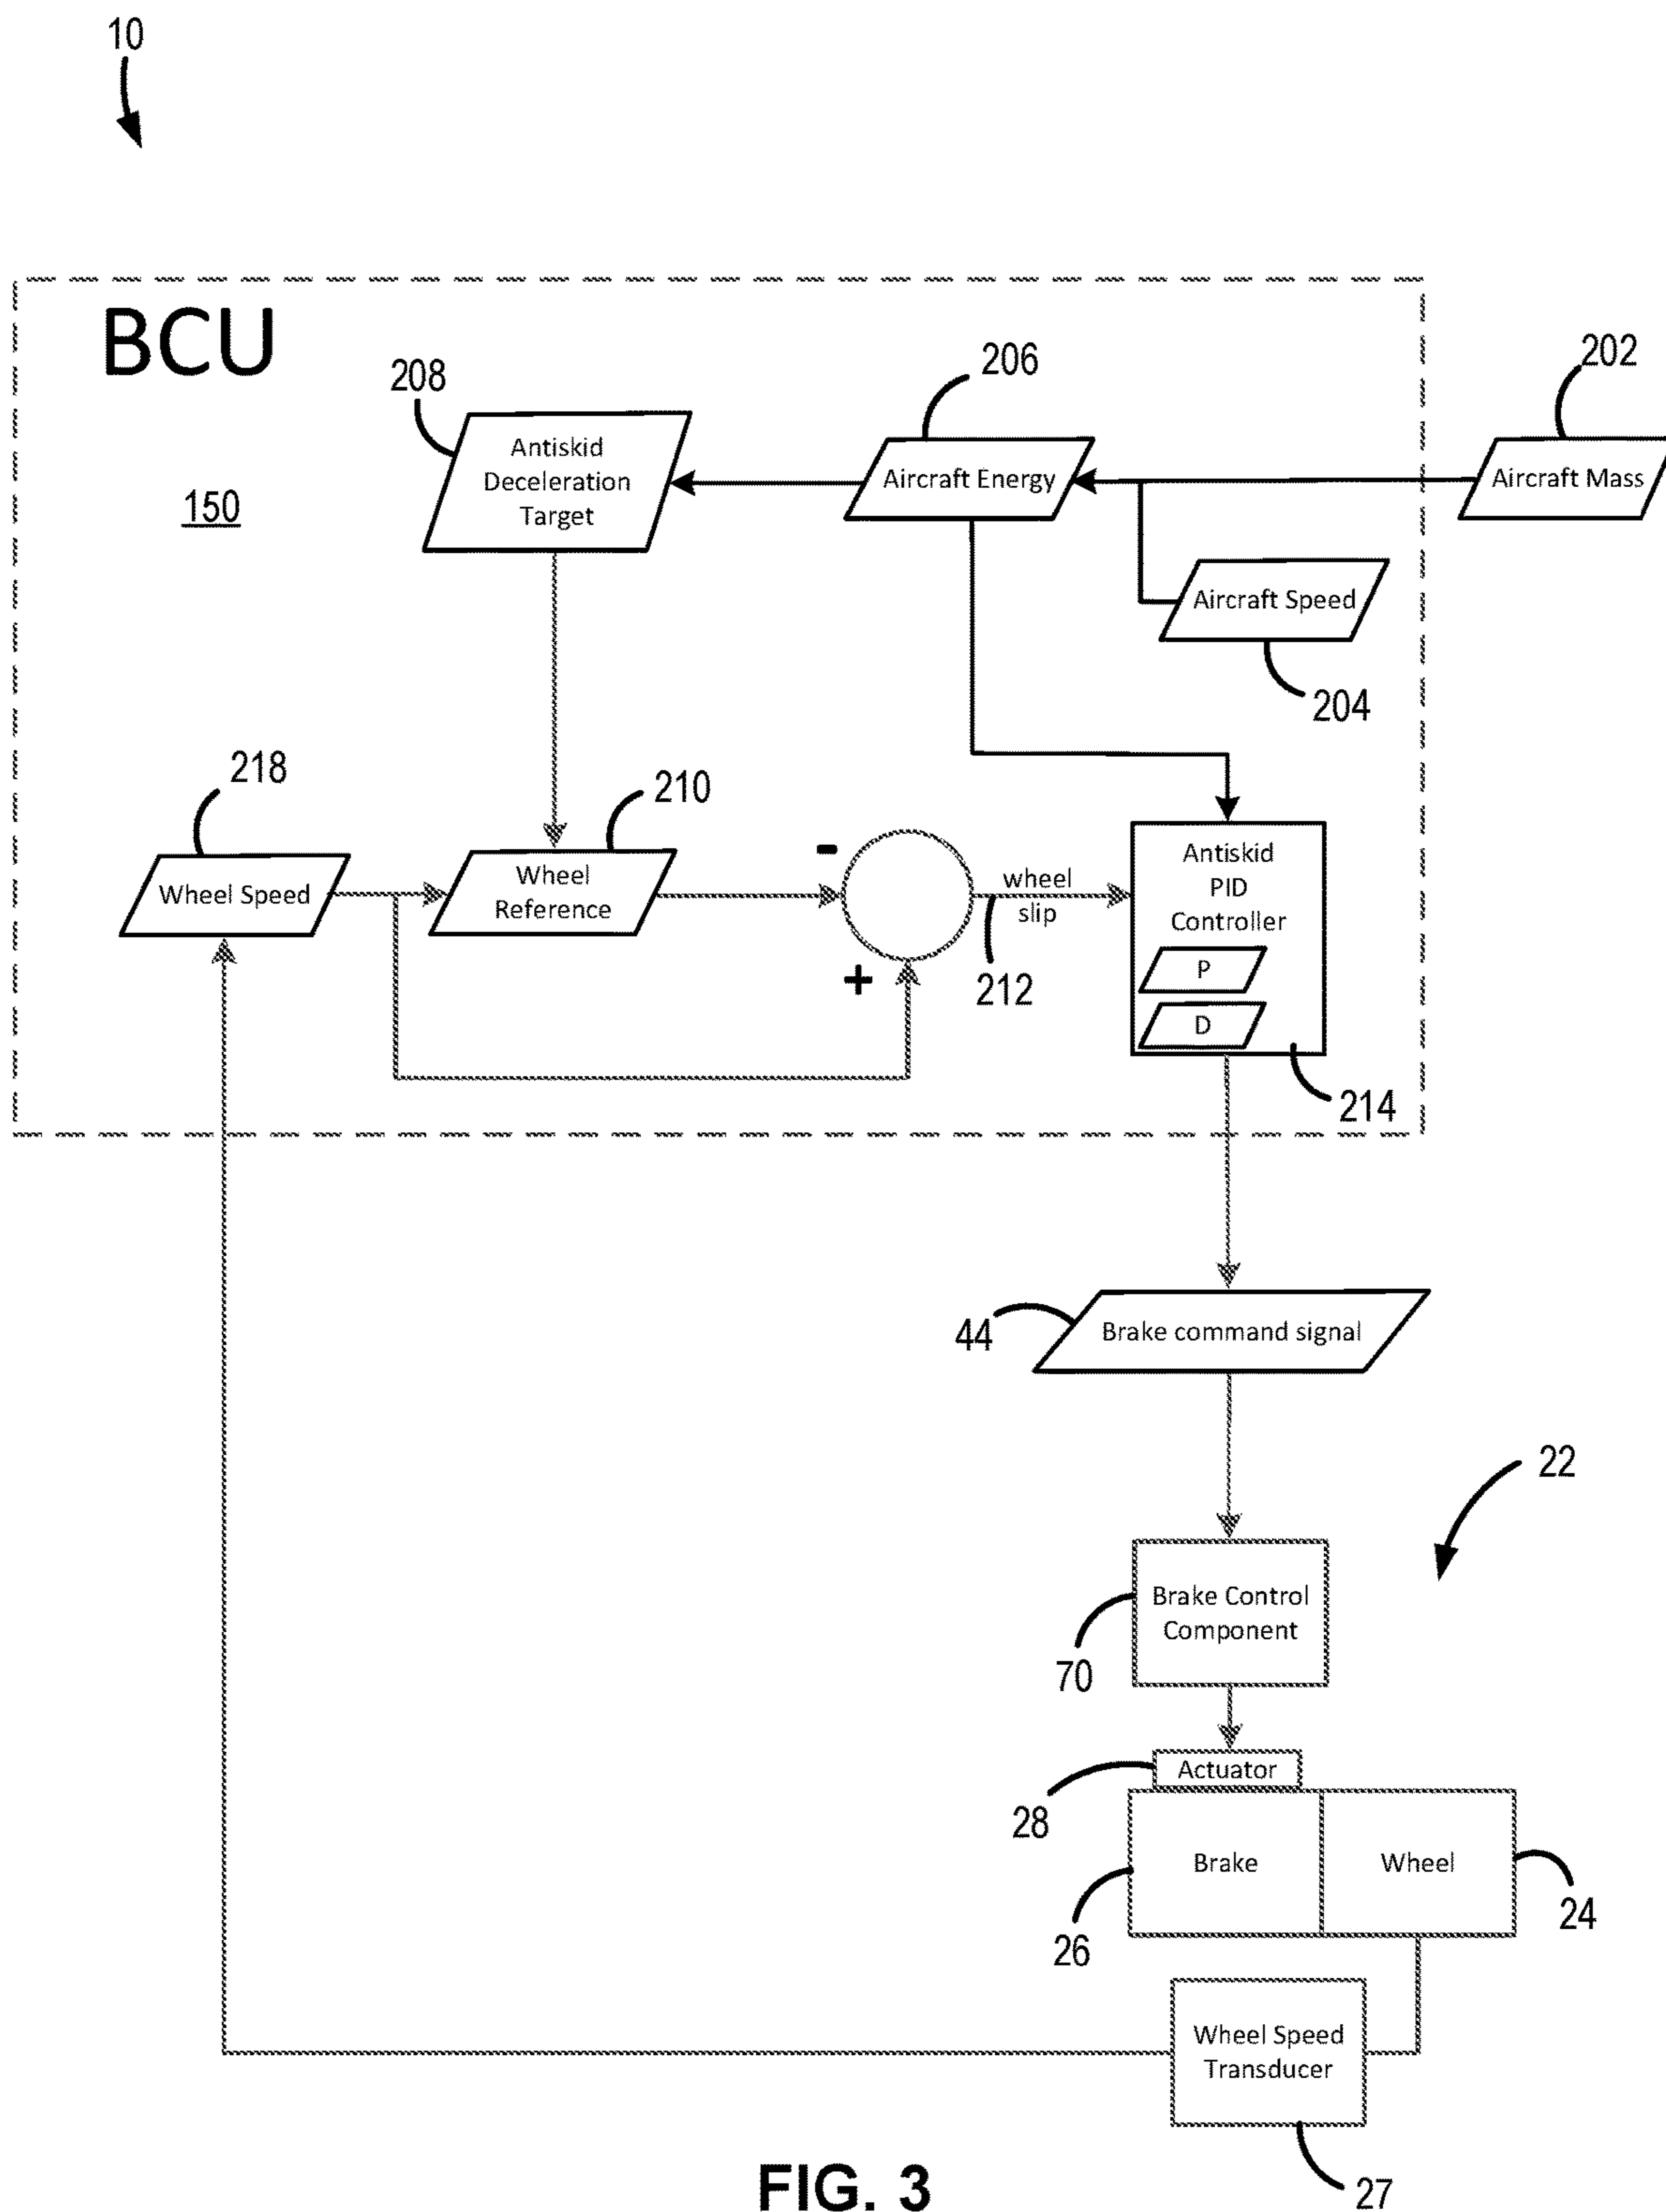 10
BCU
150
208
Antiskid
Deceleration
Target
206
Aircraft Energy
202
Aircraft Mass
Aircraft Speed
204
218
Wheel Speed
210
Wheel
Reference
-
+
wheel
slip
212
Antiskid
PID
Controller
P
D
214
44
Brake command signal
22
Brake Control
Component
70
Actuator
28
Brake
Wheel
26
24
Wheel Speed
Transducer
27
FIG. 3